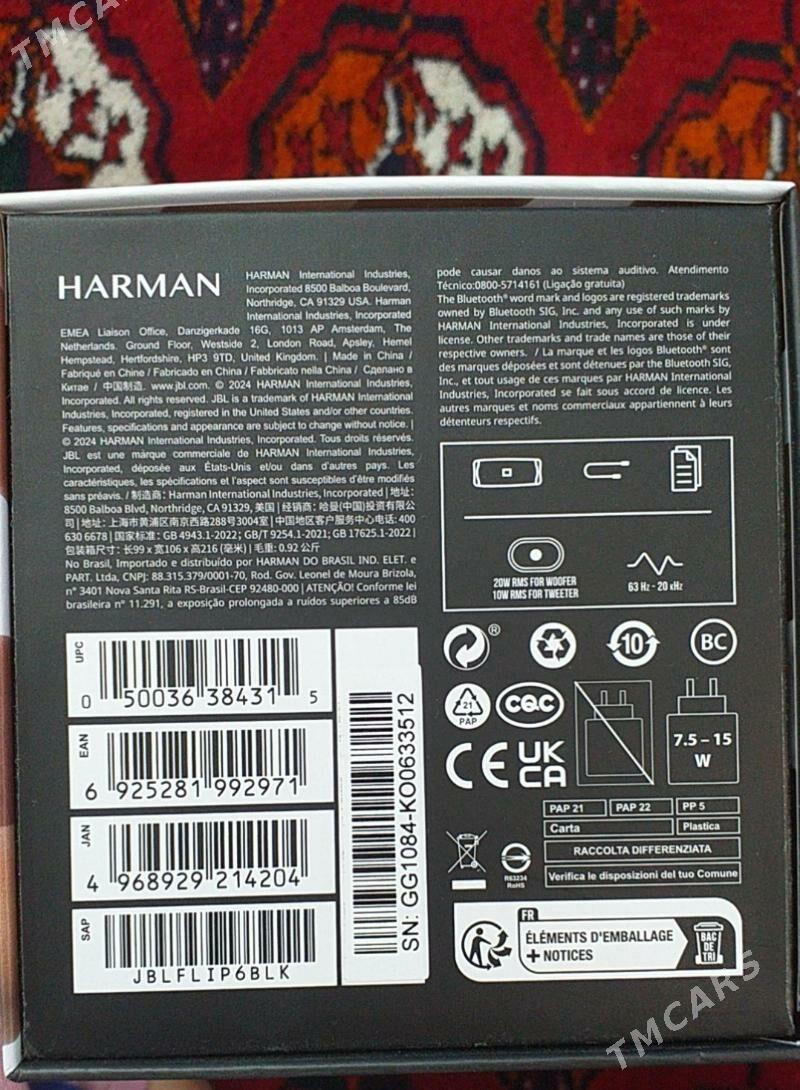 TMCARS
HARMAN
HARMAN International Industries,
Incorporated 8500 Balboa Boulevard,
Northridge, CA 91329 USA. Harman
International Industries, Incorporated
EMEA Liaison Office, Danzigerkade 16G, 1013 AP Amsterdam, The
Netherlands. Ground Floor, Westside 2, London Road, Apsley, Hemel
Hempstead, Hertfordshire, HP3 9TD, United Kingdom. | Made in China /
Fabriqué en Chine / Fabricado en China / Fabbricato nella China / Сделано в
Китае / 中国制造. www.jbl.com. © 2024 HARMAN International Industries,
Incorporated. All rights reserved. JBL is a trademark of HARMAN International
Industries, Incorporated, registered in the United States and/or other countries.
Features, specifications and appearance are subject to change without notice. |
© 2024 HARMAN International Industries, Incorporated. Tous droits réservés.
JBL est une marque commerciale de HARMAN International Industries,
Incorporated, déposée aux États-Unis et/ou dans d'autres pays. Les
caractéristiques, les spécifications et l'aspect sont susceptibles d'être modifiés
sans préavis. / 制造商: Harman International Industries, Incorporated | 地址:
8500 Balboa Blvd, Northridge, CA 91329, 美国 | 经销商: 哈曼(中国)投资有限公
司 | 地址: 上海市黄浦区南京西路288号3004室 | 中国地区客户服务中心电话: 400
630 6678 | 国家标准: GB 4943.1-2022; GB/T 9254.1-2021; GB 17625.1-2022 |
包装箱尺寸: 长99 x 宽106 x 高216 (毫米) | 毛重: 0.92 公斤
No Brasil, Importado e distribuído por HARMAN DO BRASIL IND. ELET. e
PART. Ltda, CNPJ: 88.315.379/0001-70, Rod. Gov. Leonel de Moura Brizola,
n° 3401 Nova Santa Rita RS-Brasil-CEP 92480-000 | ATENÇÃO! Conforme lei
brasileira n° 11.291, a exposição prolongada a ruídos superiores a 85dB
pode causar danos ao sistema auditivo. Atendimento
Técnico:0800-5714161 (Ligação gratuita)
The Bluetooth® word mark and logos are registered trademarks
owned by Bluetooth SIG, Inc. and any use of such marks by
HARMAN International Industries, Incorporated is under
license. Other trademarks and trade names are those of their
respective owners. / La marque et les logos Bluetooth® sont
des marques déposées et sont détenues par the Bluetooth SIG,
Inc., et tout usage de ces marques par HARMAN International
Industries, Incorporated se fait sous accord de licence. Les
autres marques et noms commerciaux appartiennent à leurs
détenteurs respectifs.
20W RMS FOR WOOFER
10W RMS FOR TWEETER
63 Hz - 20 kHz
UPC
0 50036 38431 5
EAN
6 925281 992971
JAN
4 968929 214204
SAP
JBLFLIP6BLK
SN: GG1084-KO0633512
®
10
BC
21
PAP
CQC
CE
UK
CA
7.5 – 15
W
PAP 21
PAP 22
PP 5
Carta
Plastica
RACCOLTA DIFFERENZIATA
Verifica le disposizioni del tuo Comune
R63234
RoHS
FR
ÉLÉMENTS D'EMBALLAGE
+ NOTICES
BAC
DE
TRI
TMCARS